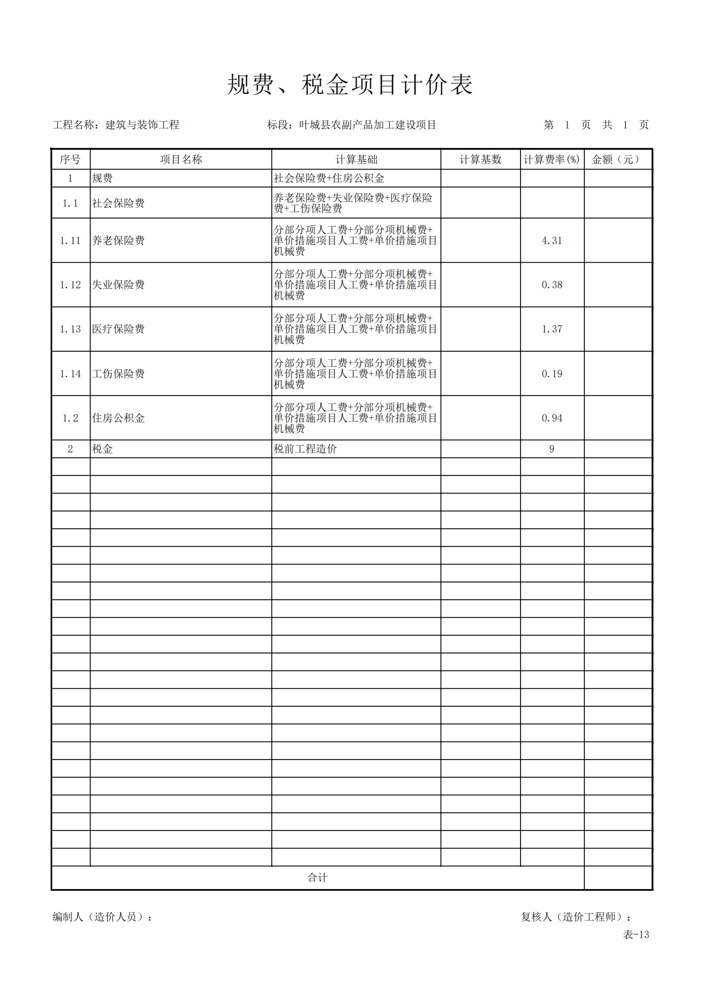 规费、税金项目计价表
工程名称：建筑与装饰工程 标段：叶城县农副产品加工建设项目 第 1 页 共 1 页
序号 项目名称 计算基础 计算基数 计算费率(%) 金额（元）
1 规费 社会保险费+住房公积金
1.1 社会保险费 养老保险费+失业保险费+医疗保险
费+工伤保险费
1.11 养老保险费 分部分项人工费+分部分项机械费+
单价措施项目人工费+单价措施项目
机械费 4.31
1.12 失业保险费 分部分项人工费+分部分项机械费+
单价措施项目人工费+单价措施项目
机械费 0.38
1.13 医疗保险费 分部分项人工费+分部分项机械费+
单价措施项目人工费+单价措施项目
机械费 1.37
1.14 工伤保险费 分部分项人工费+分部分项机械费+
单价措施项目人工费+单价措施项目
机械费 0.19
1.2 住房公积金 分部分项人工费+分部分项机械费+
单价措施项目人工费+单价措施项目
机械费 0.94
2 税金 税前工程造价 9
合计
编制人（造价人员）： 复核人（造价工程师）：
表-13